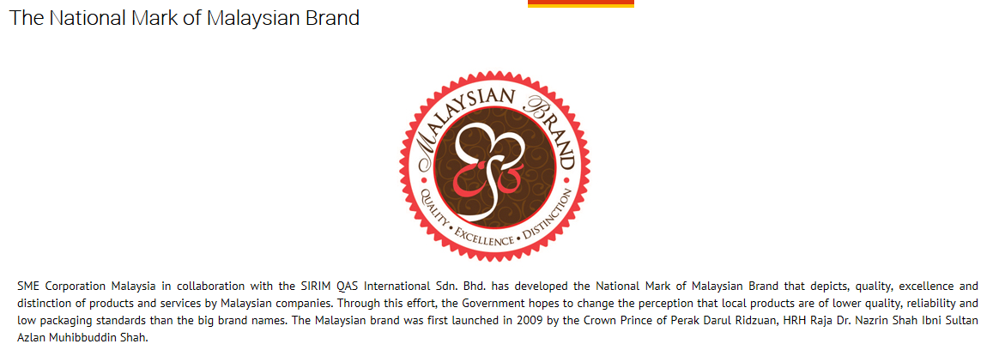 The National Mark of Malaysian Brand
MALAYSIAN BRAND
• QUALITY • EXCELLENCE • DISTINCTION •
SME Corporation Malaysia in collaboration with the SIRIM QAS International Sdn. Bhd. has developed the National Mark of Malaysian Brand that depicts, quality, excellence and
distinction of products and services by Malaysian companies. Through this effort, the Government hopes to change the perception that local products are of lower quality, reliability and
low packaging standards than the big brand names. The Malaysian brand was first launched in 2009 by the Crown Prince of Perak Darul Ridzuan, HRH Raja Dr. Nazrin Shah Ibni Sultan
Azlan Muhibbuddin Shah.